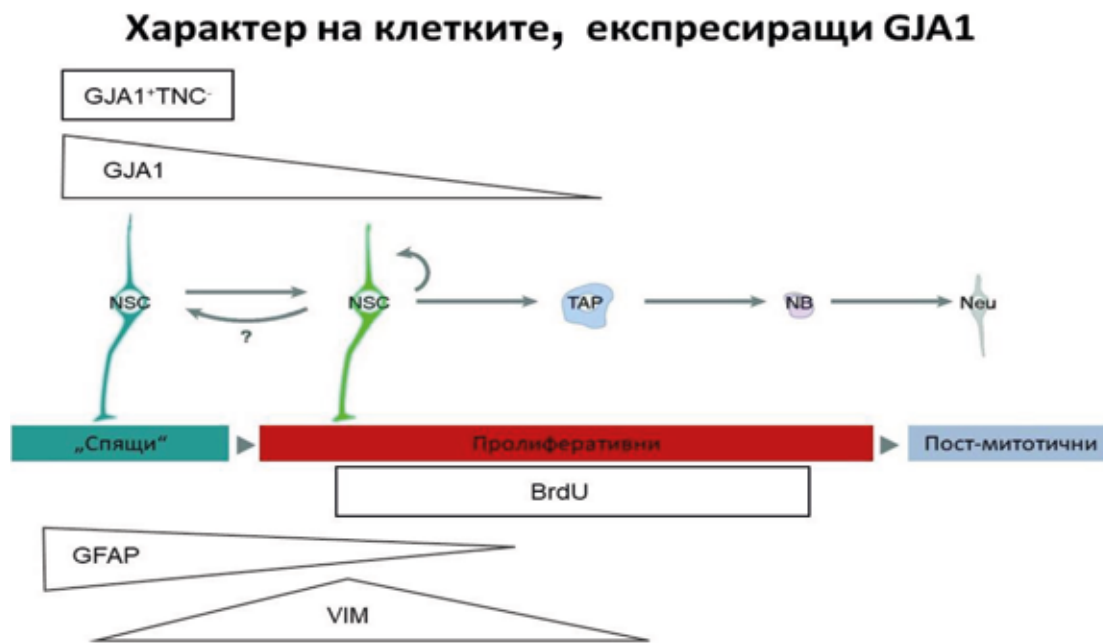 Характер на клетките, експресиращи GJA1
GJA1⁺TNC⁻
GJA1
NSC
NSC
TAP
NB
Neu
?
„Спящи“
Пролиферативни
Пост-митотични
BrdU
GFAP
VIM